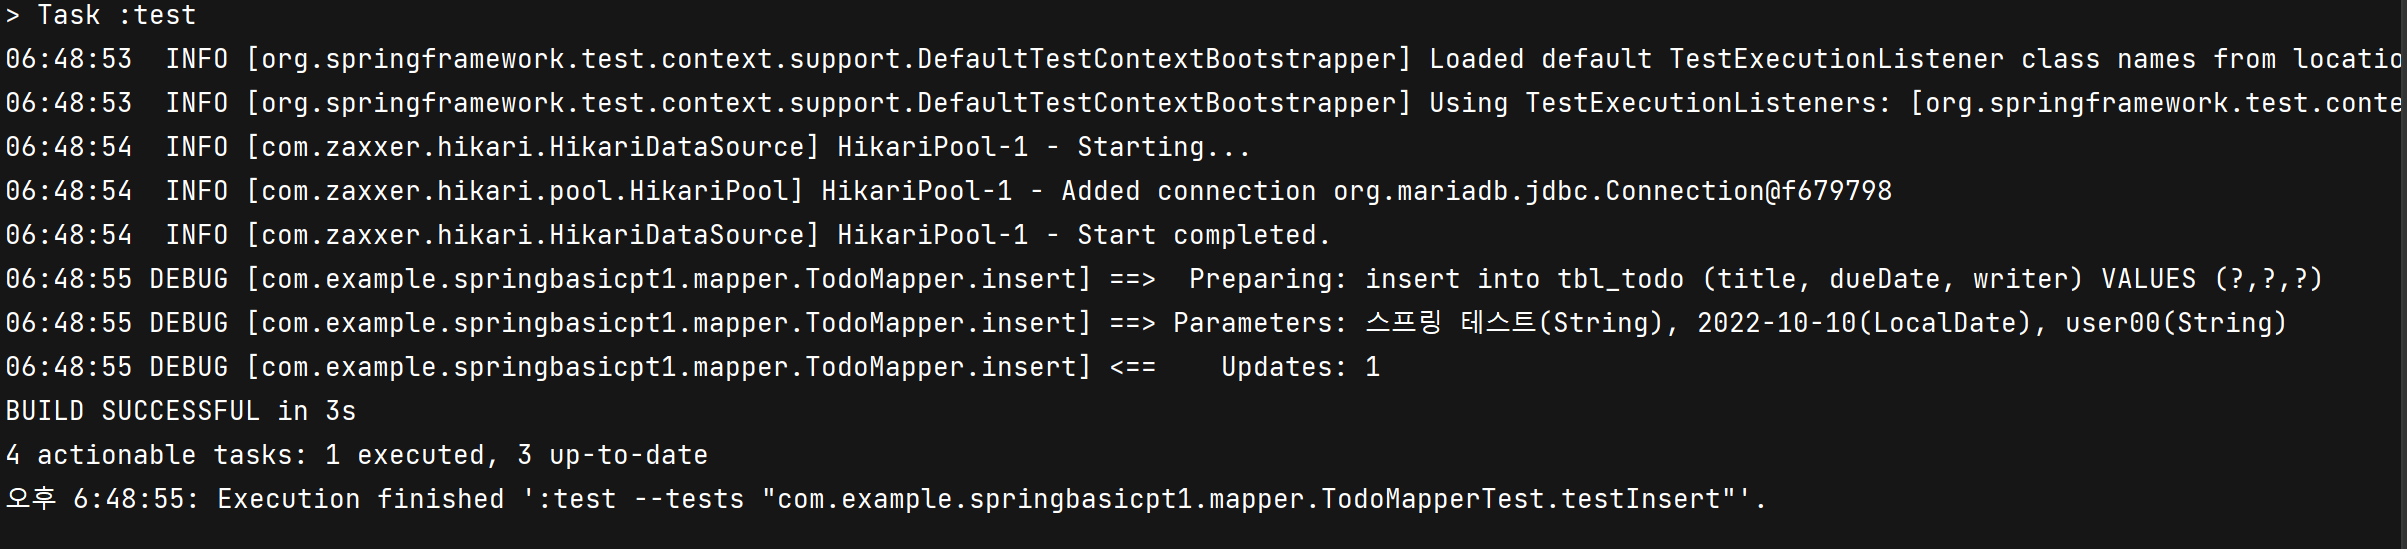 > Task :test
06:48:53  INFO [org.springframework.test.context.support.DefaultTestContextBootstrapper] Loaded default TestExecutionListener class names from locatio
06:48:53  INFO [org.springframework.test.context.support.DefaultTestContextBootstrapper] Using TestExecutionListeners: [org.springframework.test.conte
06:48:54  INFO [com.zaxxer.hikari.HikariDataSource] HikariPool-1 - Starting...
06:48:54  INFO [com.zaxxer.hikari.pool.HikariPool] HikariPool-1 - Added connection org.mariadb.jdbc.Connection@f679798
06:48:54  INFO [com.zaxxer.hikari.HikariDataSource] HikariPool-1 - Start completed.
06:48:55 DEBUG [com.example.springbasicpt1.mapper.TodoMapper.insert] ==>  Preparing: insert into tbl_todo (title, dueDate, writer) VALUES (?,?,?)
06:48:55 DEBUG [com.example.springbasicpt1.mapper.TodoMapper.insert] ==> Parameters: 스프링 테스트(String), 2022-10-10(LocalDate), user00(String)
06:48:55 DEBUG [com.example.springbasicpt1.mapper.TodoMapper.insert] <==    Updates: 1
BUILD SUCCESSFUL in 3s
4 actionable tasks: 1 executed, 3 up-to-date
오후 6:48:55: Execution finished ':test --tests "com.example.springbasicpt1.mapper.TodoMapperTest.testInsert"'.